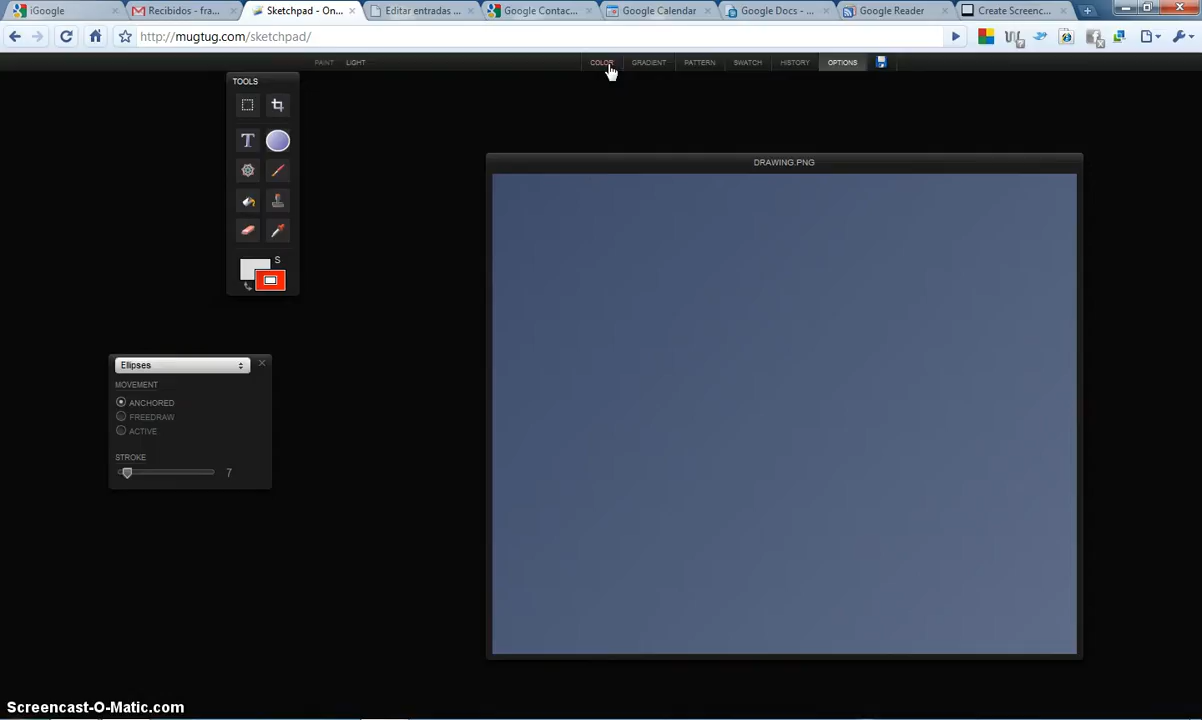 iGoogle
Recibidos - fra...
Sketchpad - On...
Editar entradas ...
Google Contac...
Google Calendar
Google Docs - ...
Google Reader
Create Screenc...
http://mugtug.com/sketchpad/
PAINT LIGHT COLOR GRADIENT PATTERN SWATCH HISTORY OPTIONS
TOOLS
T
S
DRAWING.PNG
Elipses
MOVEMENT
ANCHORED
FREEDRAW
ACTIVE
STROKE
7
Screencast-O-Matic.com